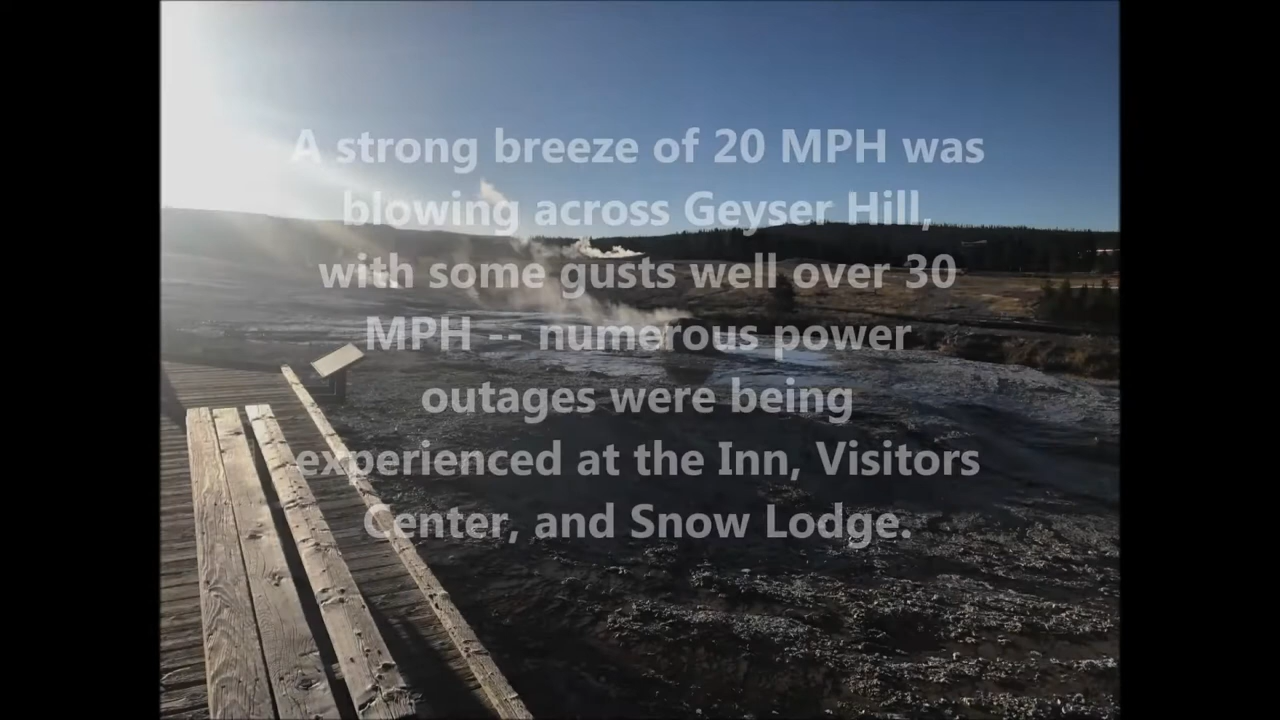 A strong breeze of 20 MPH was
blowing across Geyser Hill,
with some gusts well over 30
MPH -- numerous power
outages were being
experienced at the Inn, Visitors
Center, and Snow Lodge.